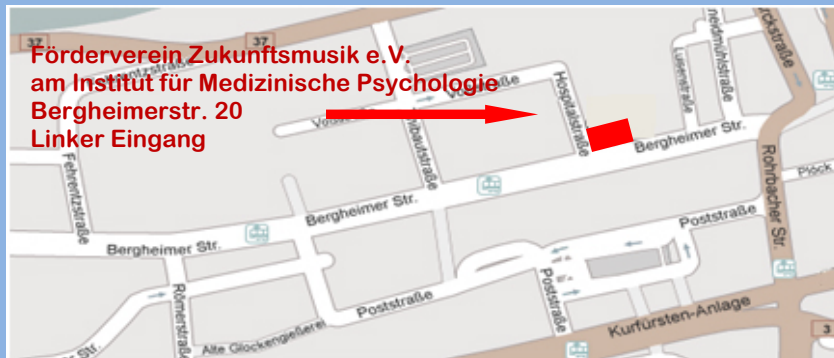 37
37
Förderverein Zukunftsmusik e.V.
am Institut für Medizinische Psychologie
Bergheimerstr. 20
Linker Eingang
Fehrentzstraße
Hospitalstraße
Luisenstraße
Bergheimer Str.
Rohrbacher Str.
Plöck
Bergheimer Str.
Poststraße
Bergheimer Str.
Römerstraße
Poststraße
Poststraße
Alte Glockengießerei
Kurfürsten-Anlage
3